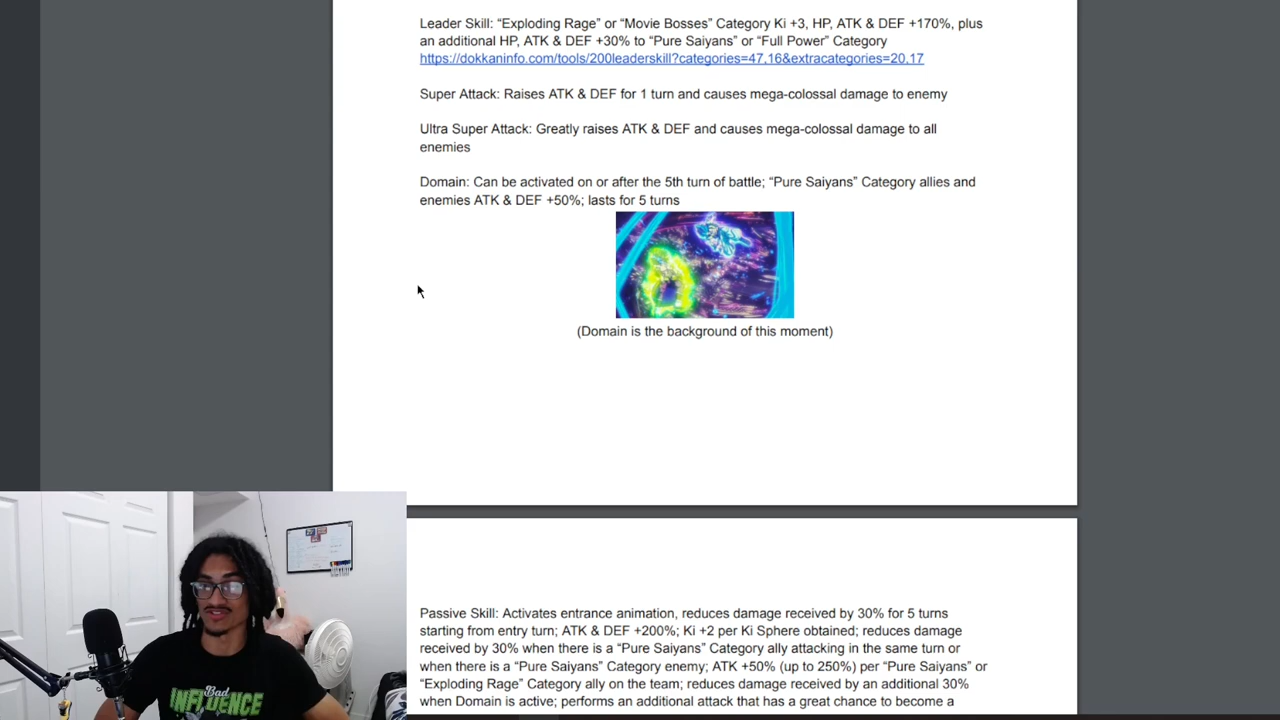 Leader Skill: “Exploding Rage” or “Movie Bosses” Category Ki +3, HP, ATK & DEF +170%, plus
an additional HP, ATK & DEF +30% to “Pure Saiyans” or “Full Power” Category
https://dokkaninfo.com/tools/200leaderskill?categories=47,16&extracategories=20,17
Super Attack: Raises ATK & DEF for 1 turn and causes mega-colossal damage to enemy
Ultra Super Attack: Greatly raises ATK & DEF and causes mega-colossal damage to all
enemies
Domain: Can be activated on or after the 5th turn of battle; “Pure Saiyans” Category allies and
enemies ATK & DEF +50%; lasts for 5 turns
(Domain is the background of this moment)
Passive Skill: Activates entrance animation, reduces damage received by 30% for 5 turns
starting from entry turn; ATK & DEF +200%; Ki +2 per Ki Sphere obtained; reduces damage
received by 30% when there is a “Pure Saiyans” Category ally attacking in the same turn or
when there is a “Pure Saiyans” Category enemy; ATK +50% (up to 250%) per “Pure Saiyans” or
“Exploding Rage” Category ally on the team; reduces damage received by an additional 30%
when Domain is active; performs an additional attack that has a great chance to become a
Bad
INFLUENCE